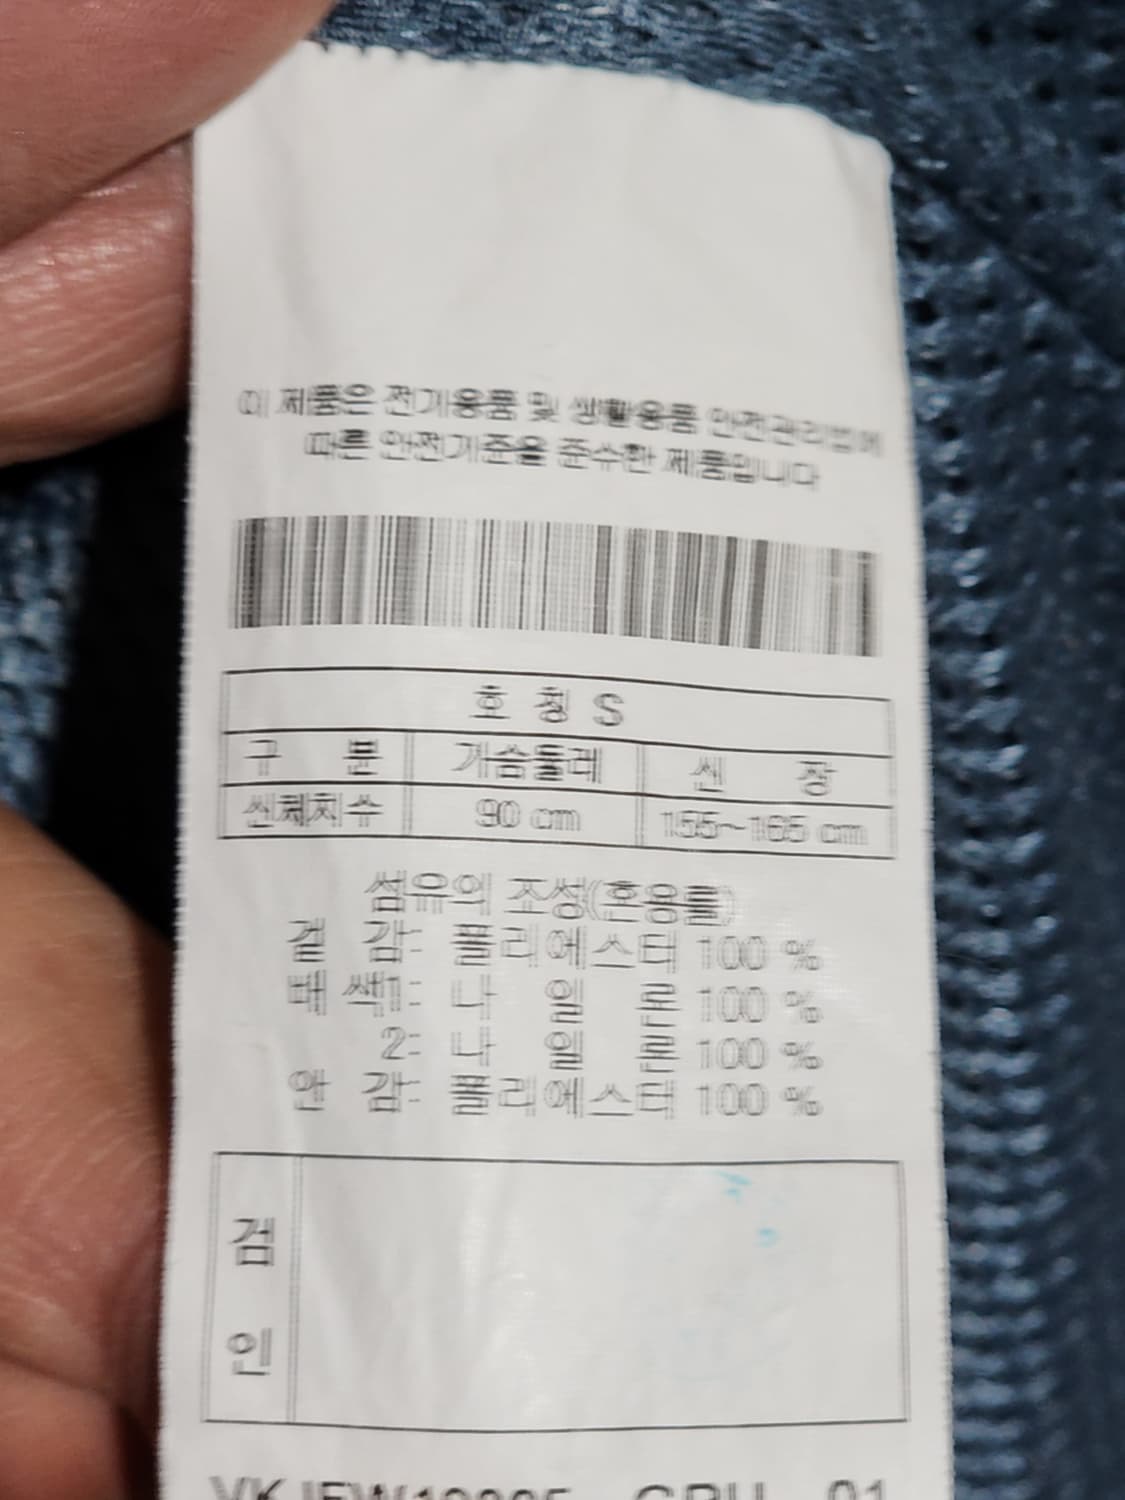 이 제품은 전기용품 및 생활용품 안전관리법에
따른 안전기준을 준수한 제품입니다
호 칭 S
구 분 가슴둘레 신 장
신체치수 90 cm 155~165 cm
섬유의 조성(혼용률)
겉 감: 폴리에스터 100 %
배 색1: 나 일 론 100 %
2: 나 일 론 100 %
안 감: 폴리에스터 100 %
검
인